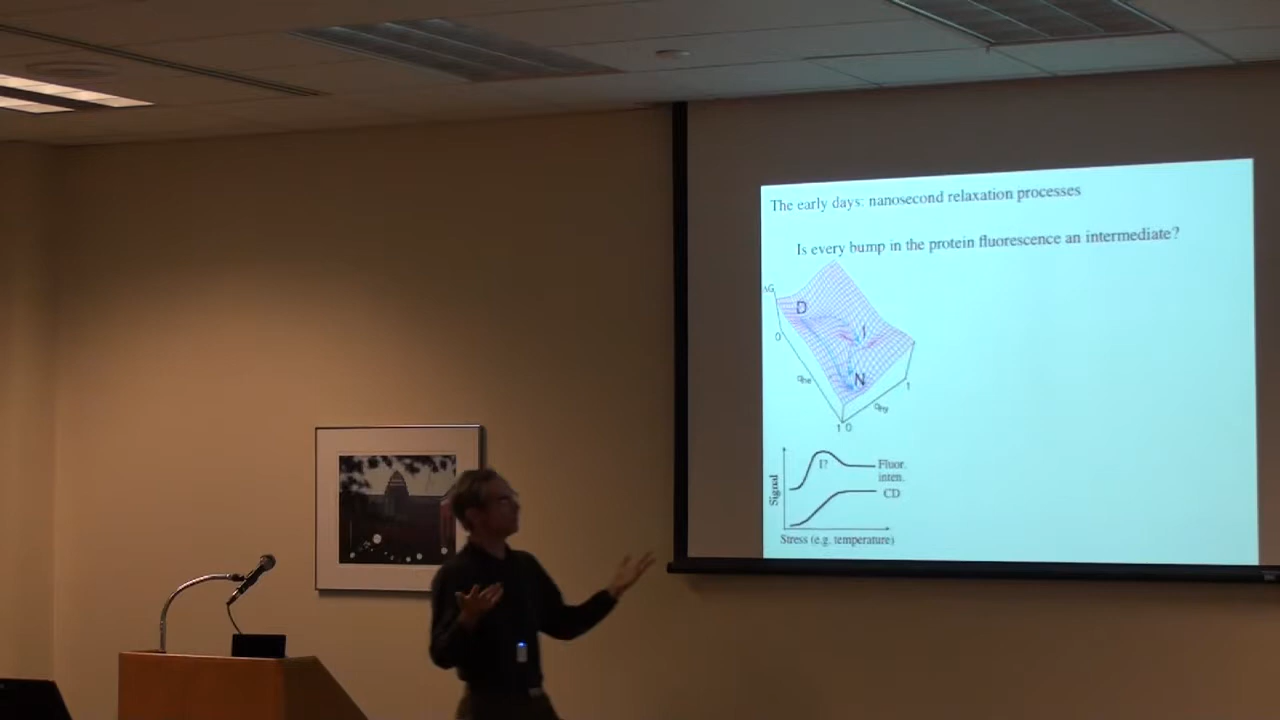 The early days: nanosecond relaxation processes
Is every bump in the protein fluorescence an intermediate?
ΔG
D
I
0
N
1
1 0
I?
Fluor.
inten.
CD
Signal
Stress (e.g. temperature)